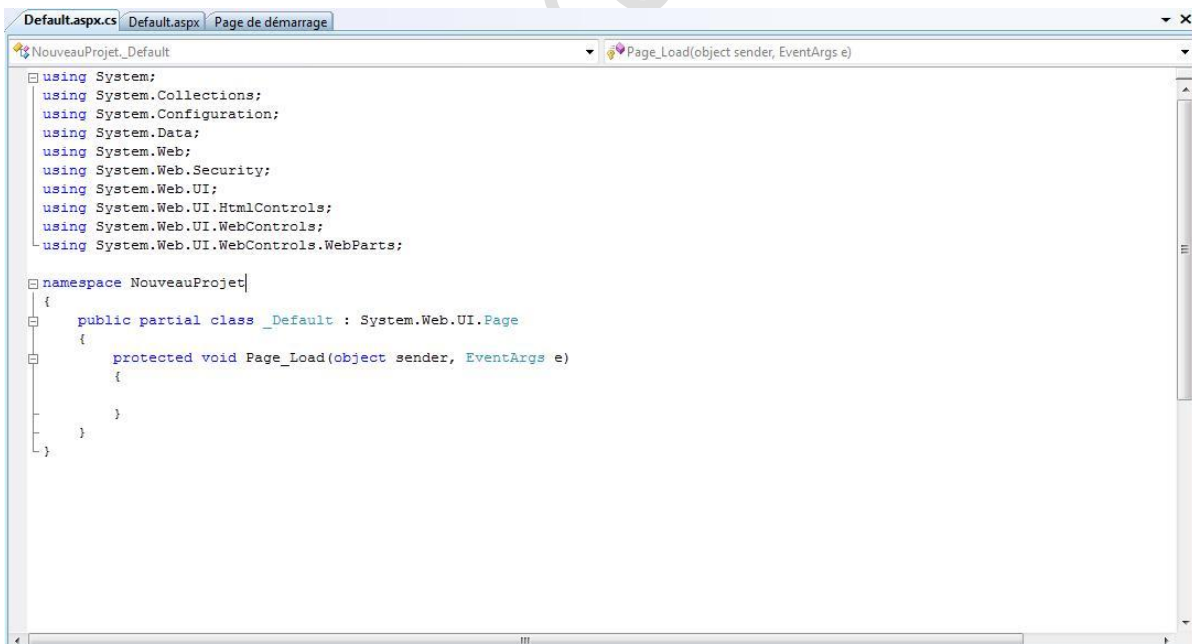 Default.aspx.cs Default.aspx Page de démarrage
NouveauProjet._Default Page_Load(object sender, EventArgs e)
using System;
using System.Collections;
using System.Configuration;
using System.Data;
using System.Web;
using System.Web.Security;
using System.Web.UI;
using System.Web.UI.HtmlControls;
using System.Web.UI.WebControls;
using System.Web.UI.WebControls.WebParts;
namespace NouveauProjet
{
public partial class _Default : System.Web.UI.Page
{
protected void Page_Load(object sender, EventArgs e)
{
}
}
}